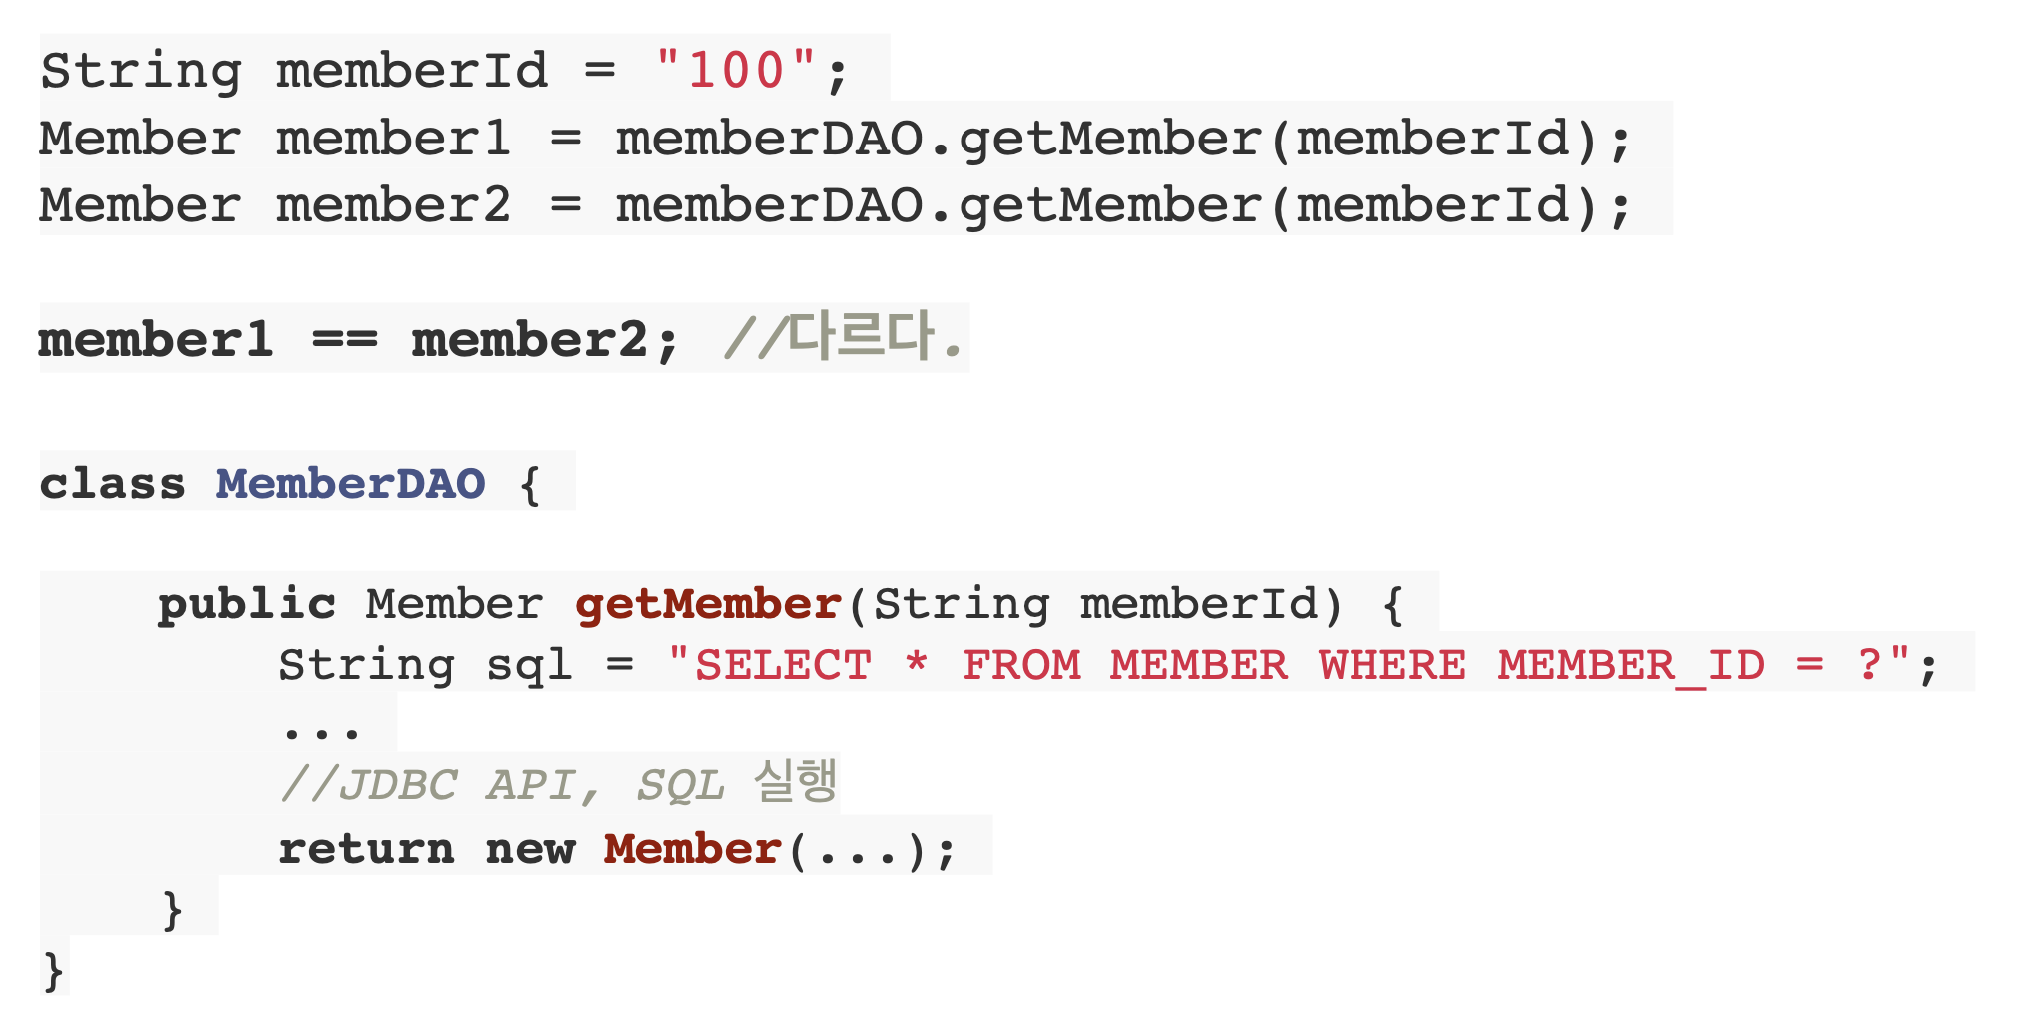 String memberId = "100";
Member member1 = memberDAO.getMember(memberId);
Member member2 = memberDAO.getMember(memberId);
member1 == member2; //다르다.
class MemberDAO {
public Member getMember(String memberId) {
String sql = "SELECT * FROM MEMBER WHERE MEMBER_ID = ?";
...
//JDBC API, SQL 실행
return new Member(...);
}
}